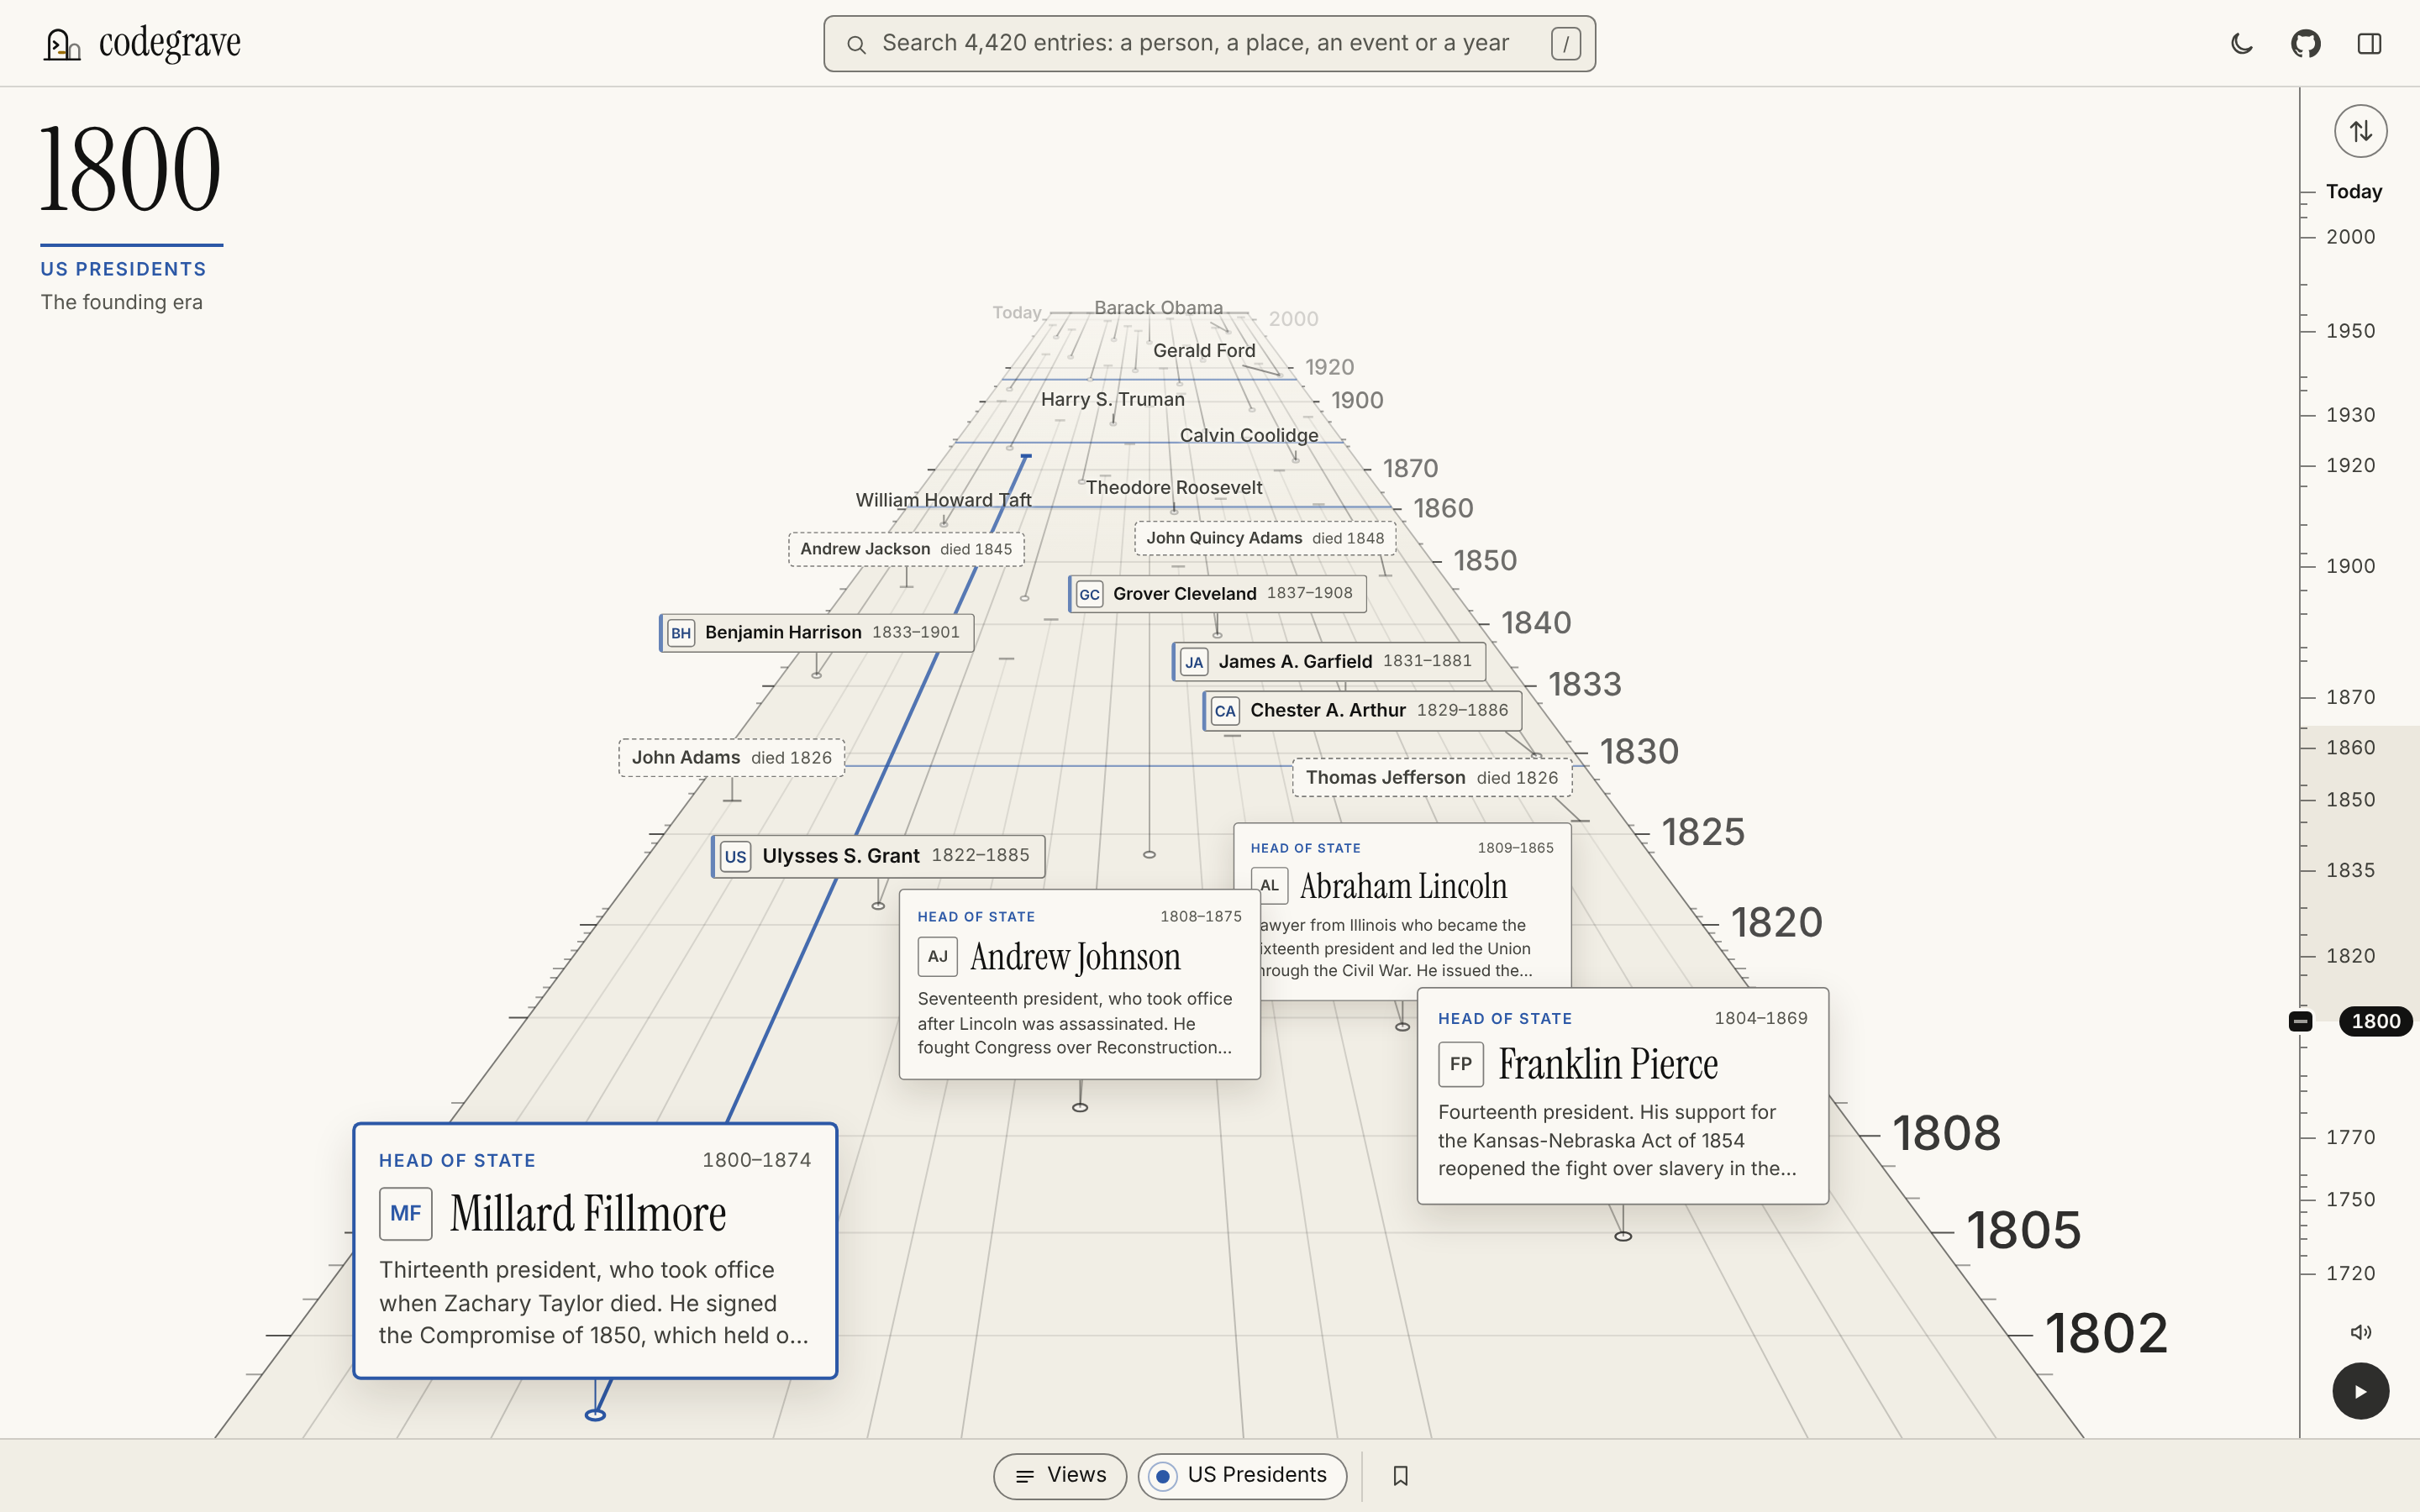 codegrave
Search 4,420 entries: a person, a place, an event or a year
/
1800
US PRESIDENTS
The founding era
Today
Barack Obama
2000
Gerald Ford
1920
Harry S. Truman
1900
Calvin Coolidge
1870
William Howard Taft
Theodore Roosevelt
1860
Andrew Jackson died 1845
John Quincy Adams died 1848
1850
GC Grover Cleveland 1837–1908
BH Benjamin Harrison 1833–1901
1840
JA James A. Garfield 1831–1881
1833
CA Chester A. Arthur 1829–1886
John Adams died 1826
1830
Thomas Jefferson died 1826
1825
US Ulysses S. Grant 1822–1885
HEAD OF STATE 1809–1865
AL Abraham Lincoln
awyer from Illinois who became the
ixteenth president and led the Union
hrough the Civil War. He issued the...
1820
HEAD OF STATE 1808–1875
AJ Andrew Johnson
Seventeenth president, who took office
after Lincoln was assassinated. He
fought Congress over Reconstruction...
HEAD OF STATE 1804–1869
FP Franklin Pierce
Fourteenth president. His support for
the Kansas-Nebraska Act of 1854
reopened the fight over slavery in the...
1808
HEAD OF STATE 1800–1874
MF Millard Fillmore
Thirteenth president, who took office
when Zachary Taylor died. He signed
the Compromise of 1850, which held o...
1805
1802
Today
2000
1950
1930
1920
1900
1870
1860
1850
1835
1820
1800
1770
1750
1720
Views
US Presidents